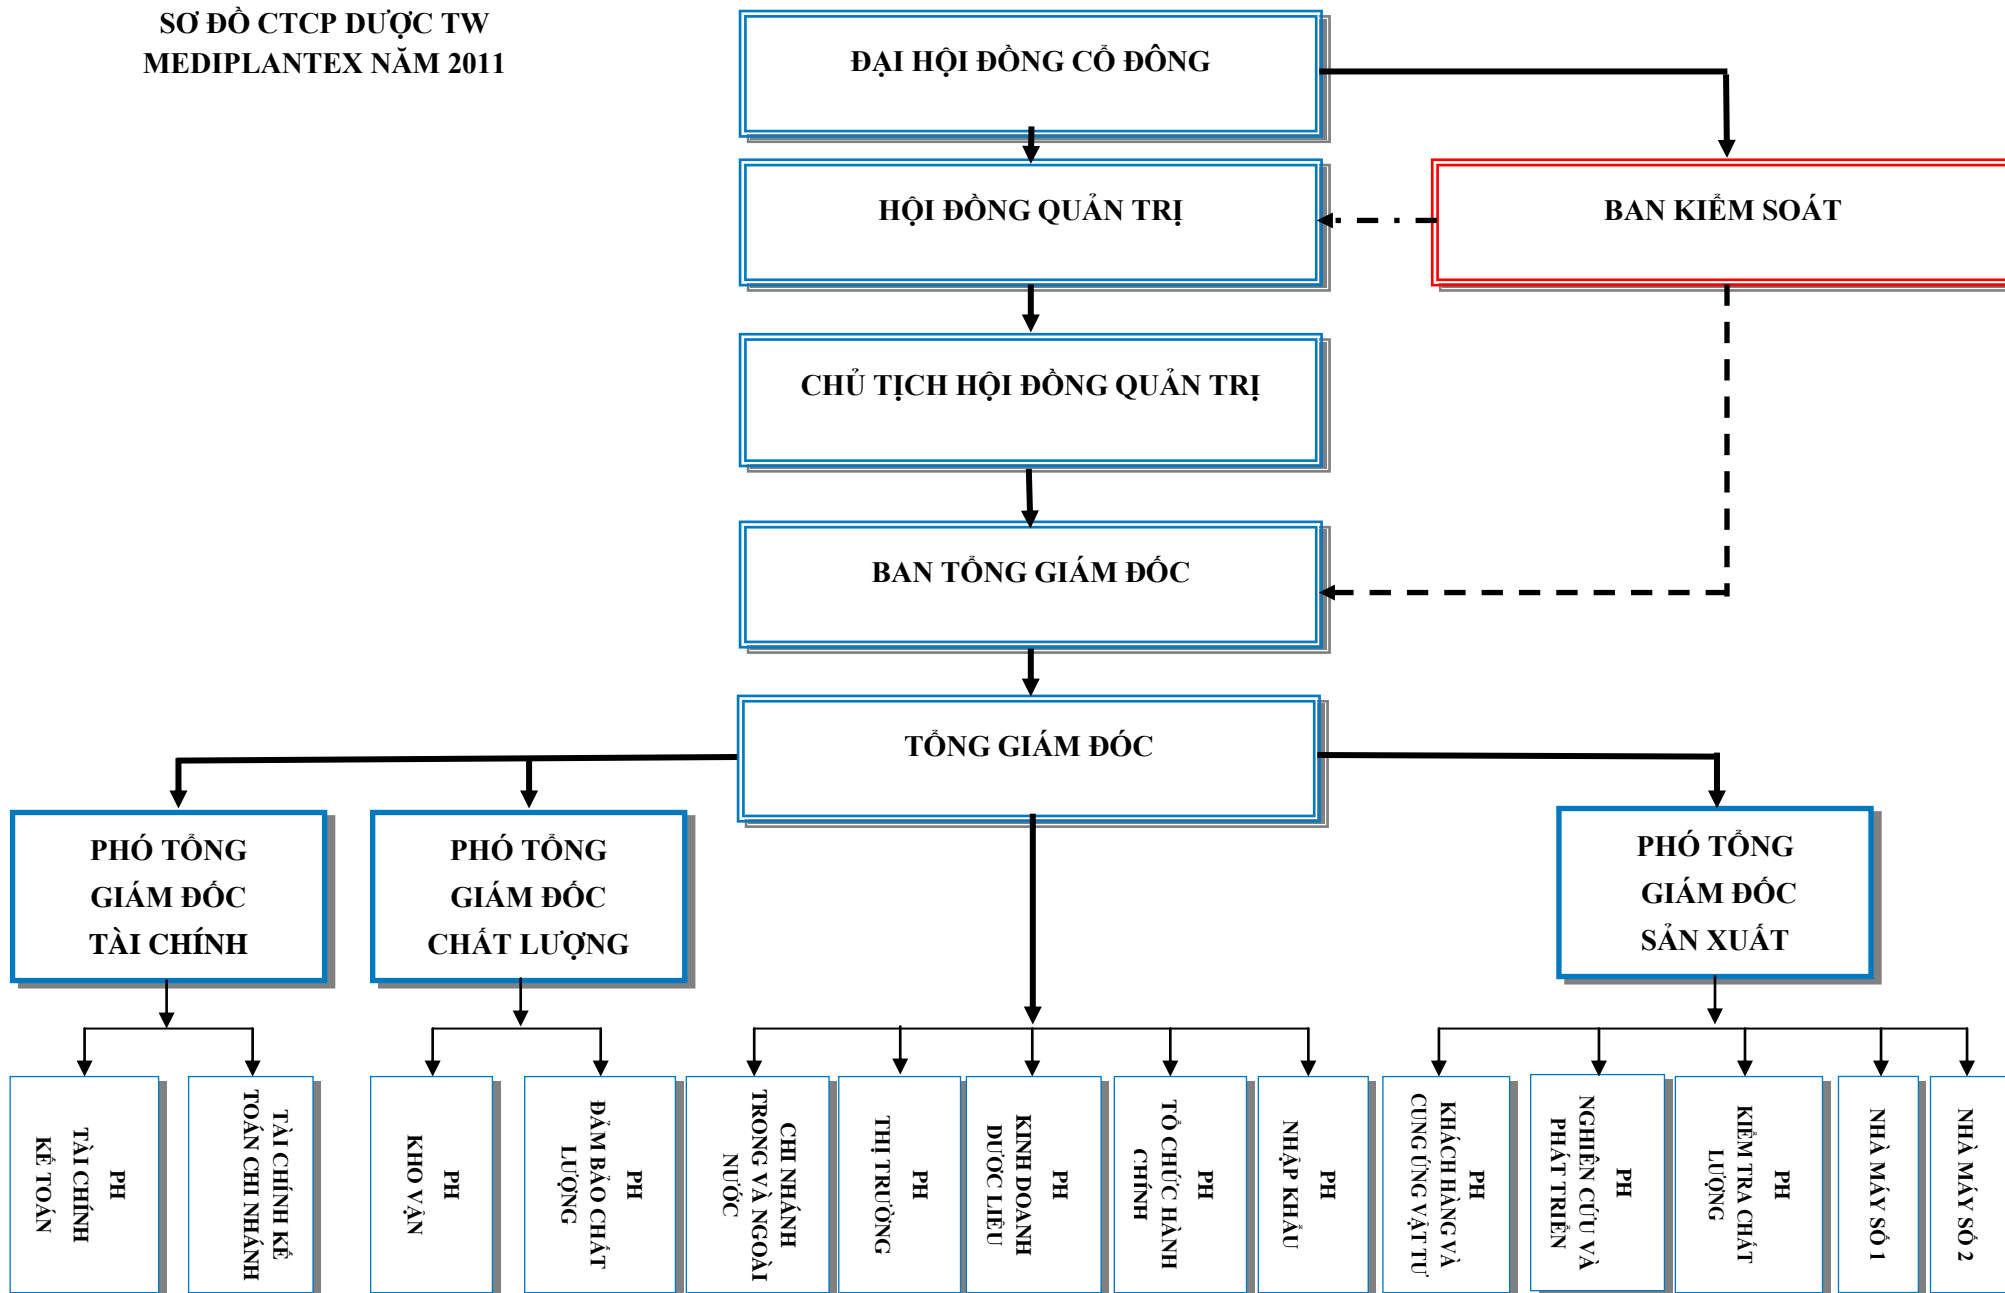 SƠ ĐỒ CTCP DƯỢC TW
MEDIPLANTEX NĂM 2011
ĐẠI HỘI ĐỒNG CỔ ĐÔNG
HỘI ĐỒNG QUẢN TRỊ
BAN KIỂM SOÁT
CHỦ TỊCH HỘI ĐỒNG QUẢN TRỊ
BAN TỔNG GIÁM ĐỐC
TỔNG GIÁM ĐÓC
PHÓ TỔNG
GIÁM ĐỐC
TÀI CHÍNH
PHÓ TỔNG
GIÁM ĐỐC
CHẤT LƯỢNG
PHÓ TỔNG
GIÁM ĐỐC
SẢN XUẤT
PH
TÀI CHÍNH
KẾ TOÁN
TÀI CHÍNH KẾ
TOÁN CHI NHÁNH
PH
KHO VẬN
PH
ĐẢM BẢO CHẤT
LƯỢNG
CHI NHÁNH
TRONG VÀ NGOÀI
NƯỚC
PH
THỊ TRƯỜNG
PH
KINH DOANH
DƯỢC LIỆU
PH
TỔ CHỨC HÀNH
CHÍNH
PH
NHẬP KHẨU
PH
KHÁCH HÀNG VÀ
CUNG ỨNG VẬT TƯ
PH
NGHIÊN CỨU VÀ
PHÁT TRIỂN
PH
KIỂM TRA CHẤT
LƯỢNG
NHÀ MÁY SỐ 1
NHÀ MÁY SỐ 2